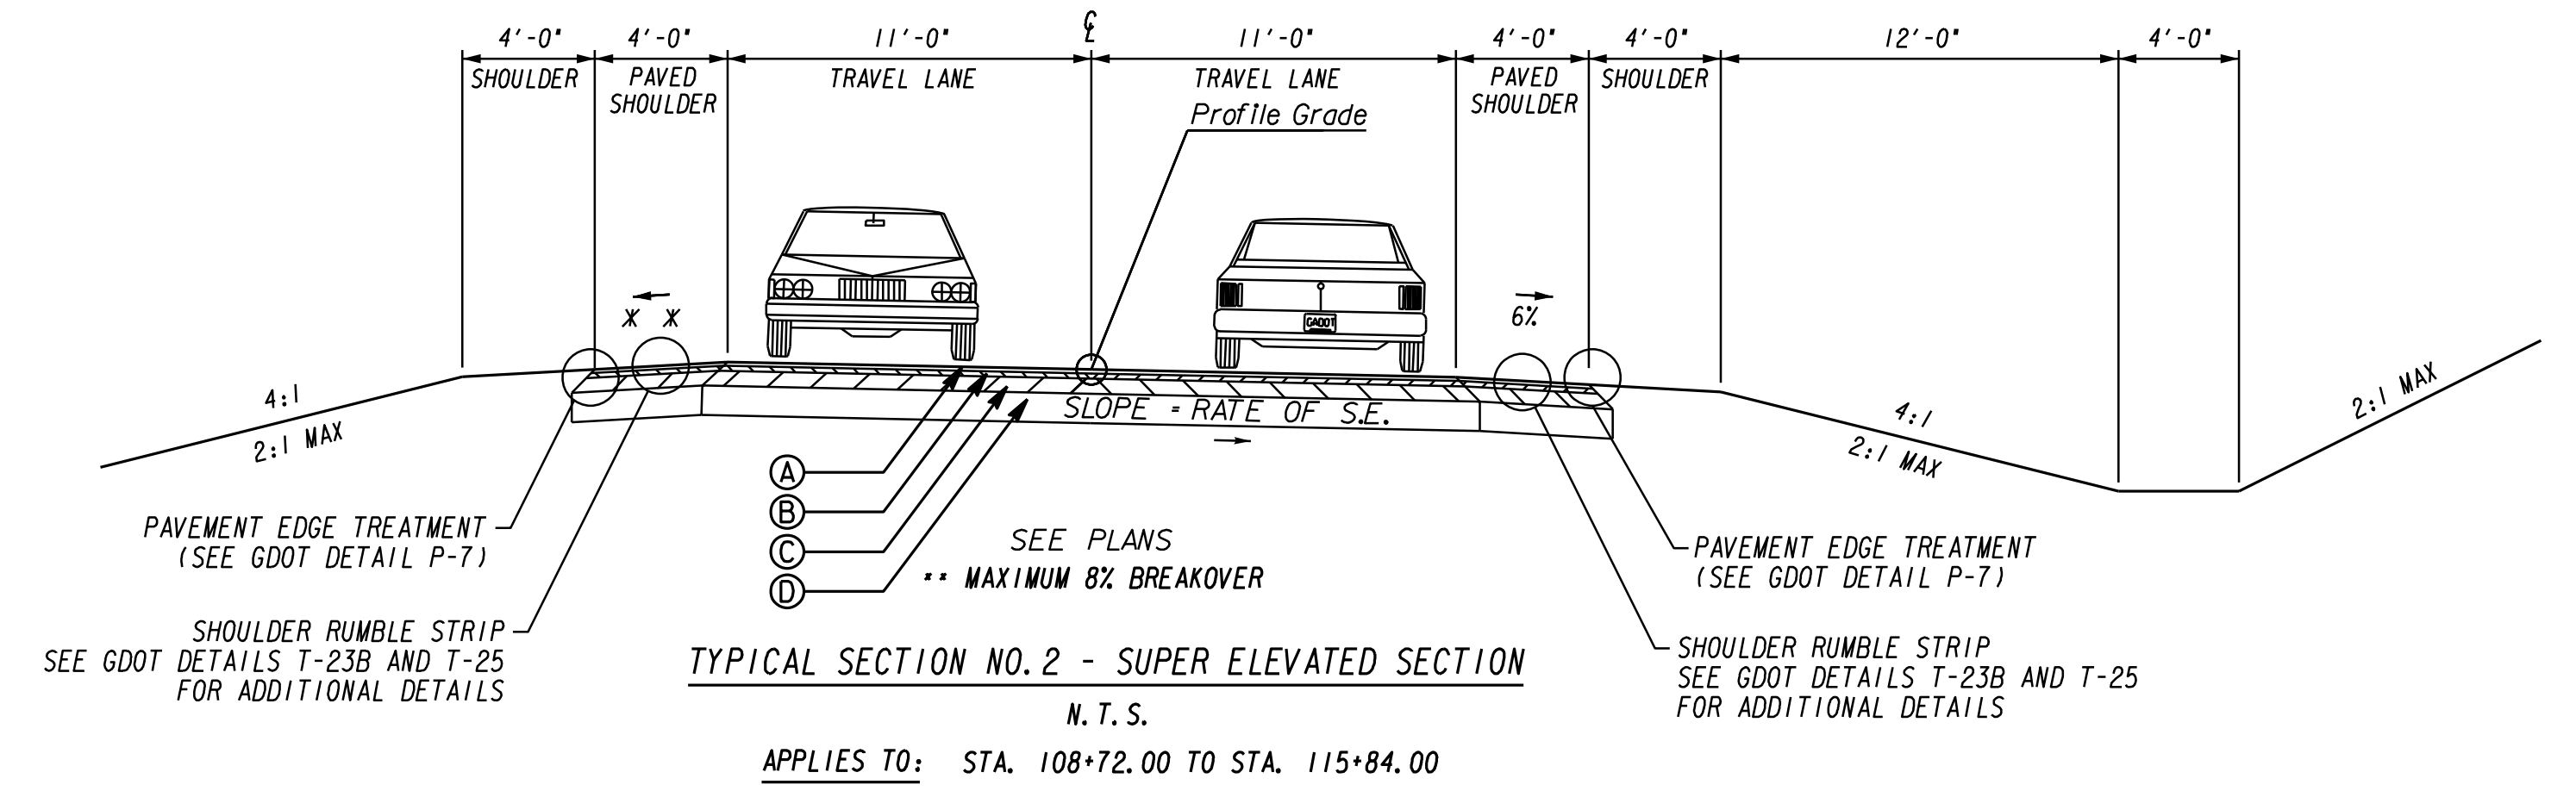 4'-0" 4'-0" 11'-0" ℄ 11'-0" 4'-0" 4'-0" 12'-0" 4'-0"
SHOULDER PAVED TRAVEL LANE TRAVEL LANE PAVED SHOULDER
SHOULDER SHOULDER
Profile Grade
* *
6%
GADOT
4:1
2:1 MAX
SLOPE = RATE OF S.E.
4:1
2:1 MAX
2:1 MAX
A
B
C
D
PAVEMENT EDGE TREATMENT
(SEE GDOT DETAIL P-7)
SHOULDER RUMBLE STRIP
SEE GDOT DETAILS T-23B AND T-25
FOR ADDITIONAL DETAILS
SEE PLANS
** MAXIMUM 8% BREAKOVER
PAVEMENT EDGE TREATMENT
(SEE GDOT DETAIL P-7)
SHOULDER RUMBLE STRIP
SEE GDOT DETAILS T-23B AND T-25
FOR ADDITIONAL DETAILS
TYPICAL SECTION NO. 2 - SUPER ELEVATED SECTION
N.T.S.
APPLIES TO: STA. 108+72.00 TO STA. 115+84.00